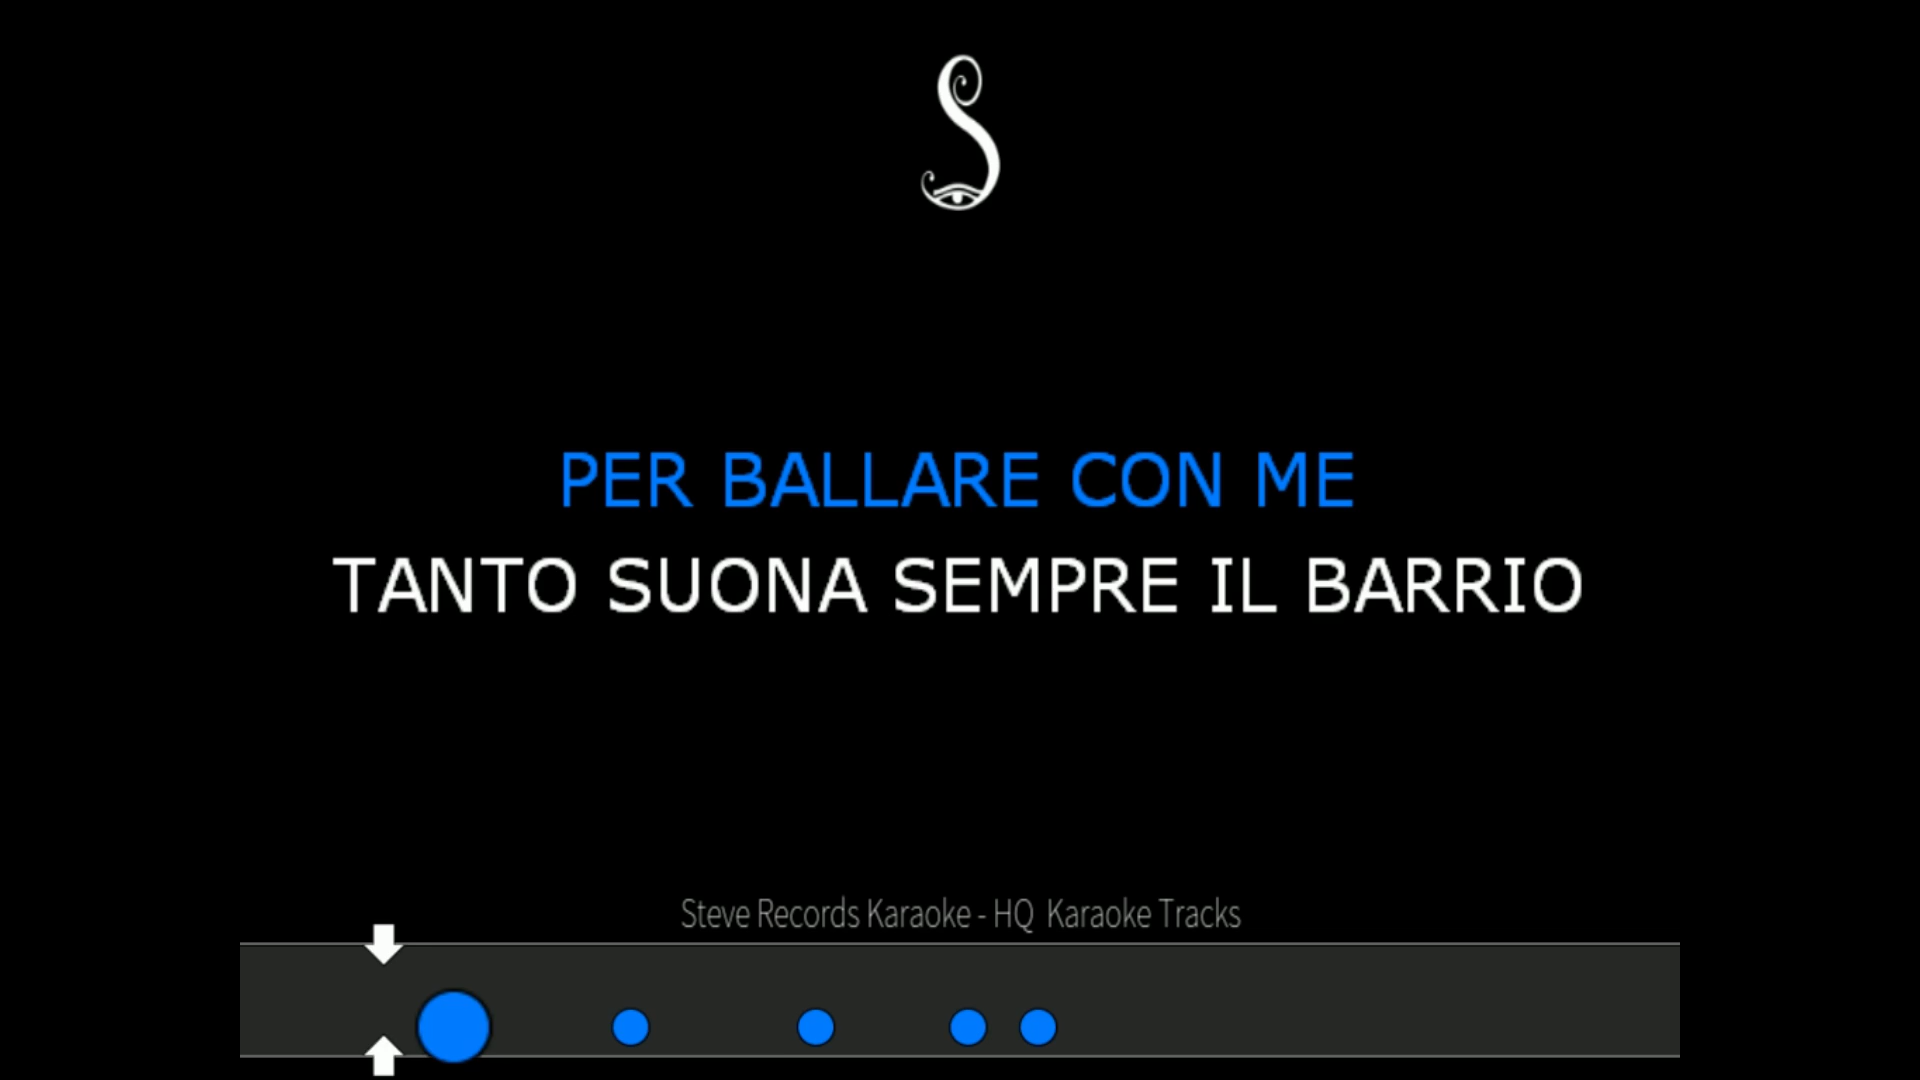 PER BALLARE CON ME
TANTO SUONA SEMPRE IL BARRIO
Steve Records Karaoke - HQ Karaoke Tracks